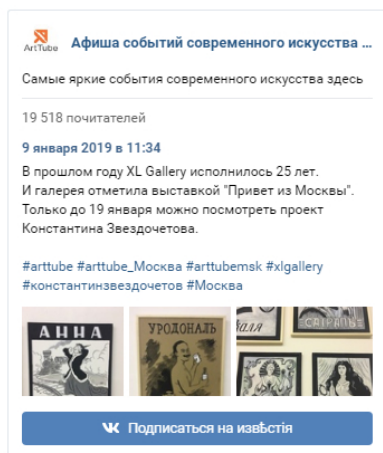 ArtTube
Афиша событий современного искусства ...
Самые яркие события современного искусства здесь
19 518 почитателей
9 января 2019 в 11:34
В прошлом году XL Gallery исполнилось 25 лет.
И галерея отметила выставкой "Привет из Москвы".
Только до 19 января можно посмотреть проект
Константина Звездочетова.
#arttube #arttube_Москва #arttubemsk #xlgallery
#константинзвездочетов #Москва
АННА
УРОДОНАЛЬ
Подписаться на извѣстія